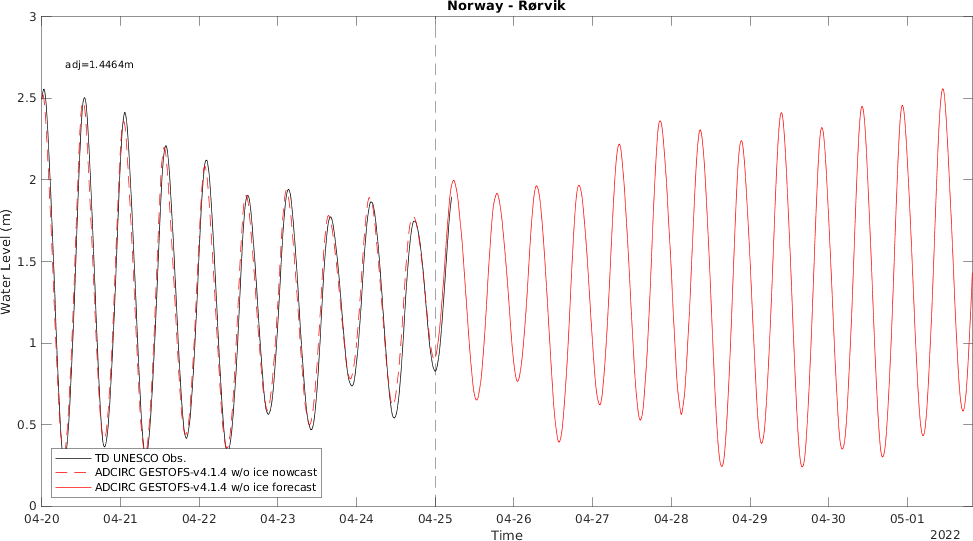 Norway - Rørvik
adj=1.4464m
3
2.5
2
1.5
1
0.5
0
Water Level (m)
TD UNESCO Obs.
ADCIRC GESTOFS-v4.1.4 w/o ice nowcast
ADCIRC GESTOFS-v4.1.4 w/o ice forecast
04-20 04-21 04-22 04-23 04-24 04-25 04-26 04-27 04-28 04-29 04-30 05-01
Time
2022